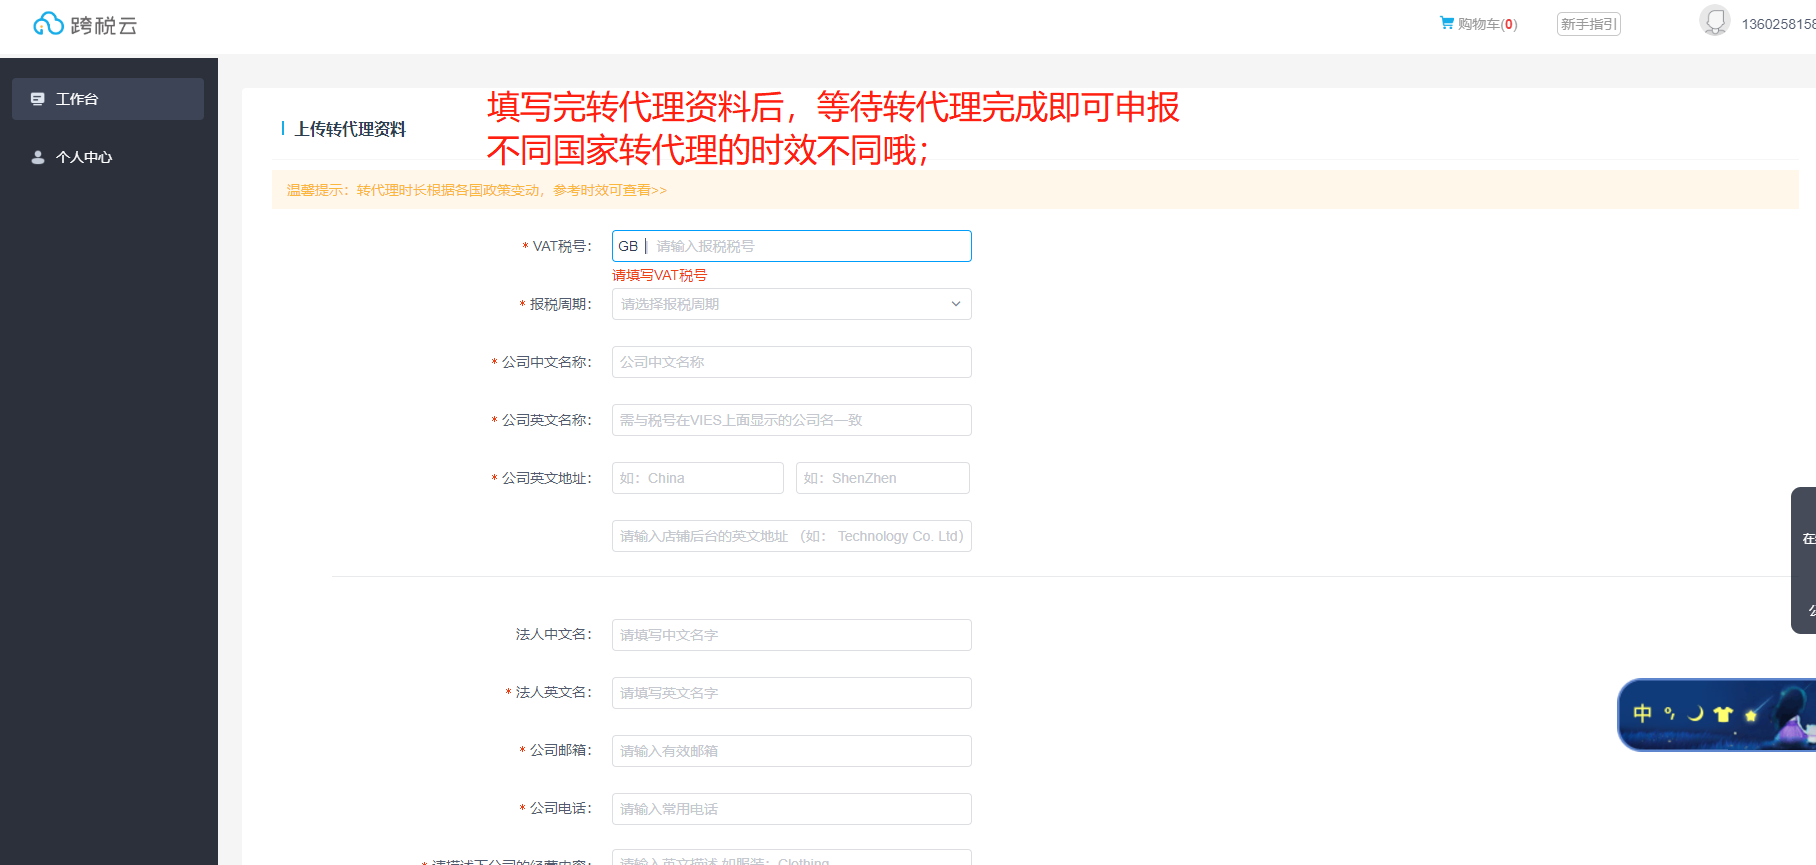 跨税云
购物车(0)
新手指引
136025815
工作台
个人中心
填写完转代理资料后，等待转代理完成即可申报
不同国家转代理的时效不同哦；
上传转代理资料
温馨提示：转代理时长根据各国政策变动，参考时效可查看>>
* VAT税号： GB | 请输入报税税号
请填写VAT税号
* 报税周期： 请选择报税周期
* 公司中文名称： 公司中文名称
* 公司英文名称： 需与税号在VIES上面显示的公司名一致
* 公司英文地址： 如：China 如：ShenZhen
请输入店铺后台的英文地址 （如： Technology Co. Ltd）
在
法人中文名： 请填写中文名字
* 法人英文名： 请填写英文名字
中
* 公司邮箱： 请输入有效邮箱
* 公司电话： 请输入常用电话
* 请描述下公司的经营内容： 请输入英文描述,如服装：Clothing